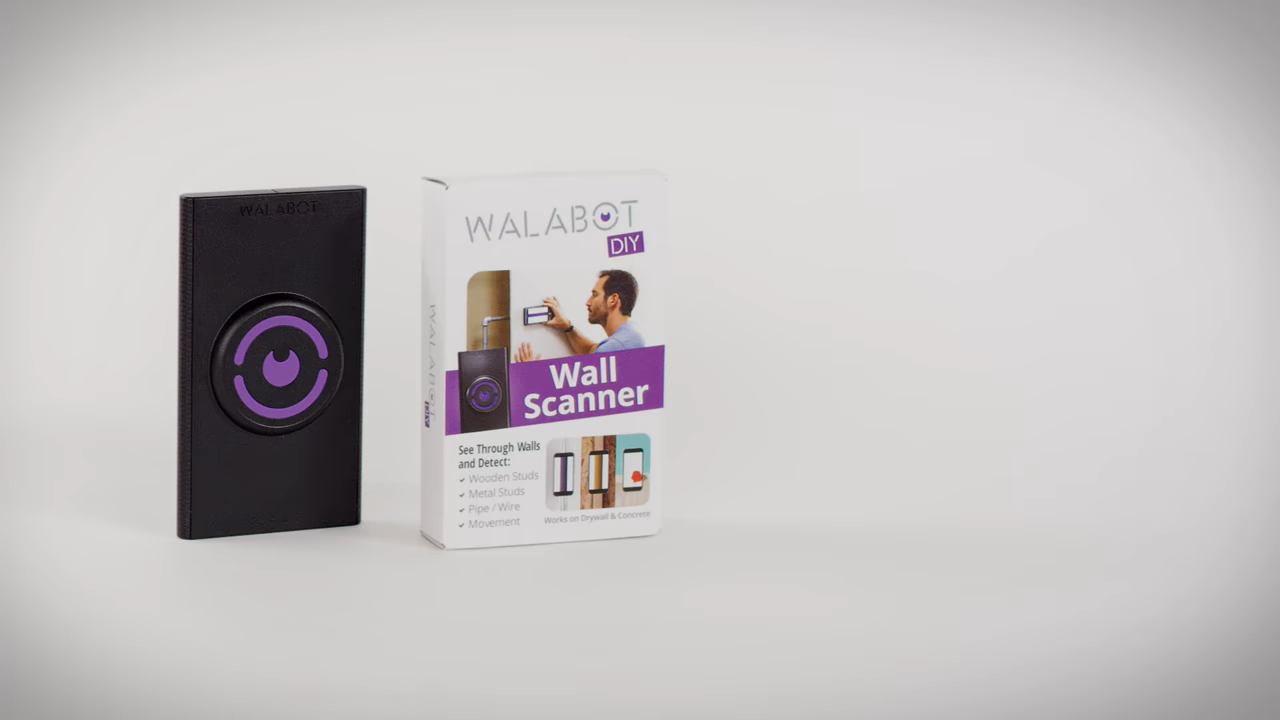 WALABOT
WALABOT
DIY
WALABOT
Wall
Scanner
See Through Walls
and Detect:
Wooden Studs
Metal Studs
Pipe / Wire
Movement
Works on Drywall & Concrete